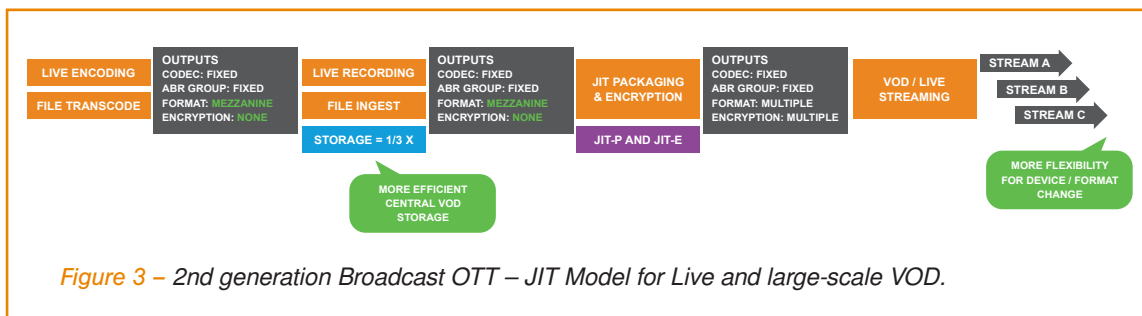 LIVE ENCODING
FILE TRANSCODE
OUTPUTS
CODEC: FIXED
ABR GROUP: FIXED
FORMAT: MEZZANINE
ENCRYPTION: NONE
LIVE RECORDING
FILE INGEST
STORAGE = 1/3 X
MORE EFFICIENT
CENTRAL VOD
STORAGE
OUTPUTS
CODEC: FIXED
ABR GROUP: FIXED
FORMAT: MEZZANINE
ENCRYPTION: NONE
JIT PACKAGING
& ENCRYPTION
JIT-P AND JIT-E
OUTPUTS
CODEC: FIXED
ABR GROUP: FIXED
FORMAT: MULTIPLE
ENCRYPTION: MULTIPLE
VOD / LIVE
STREAMING
STREAM A
STREAM B
STREAM C
MORE FLEXIBILITY
FOR DEVICE / FORMAT
CHANGE
Figure 3 – 2nd generation Broadcast OTT – JIT Model for Live and large-scale VOD.